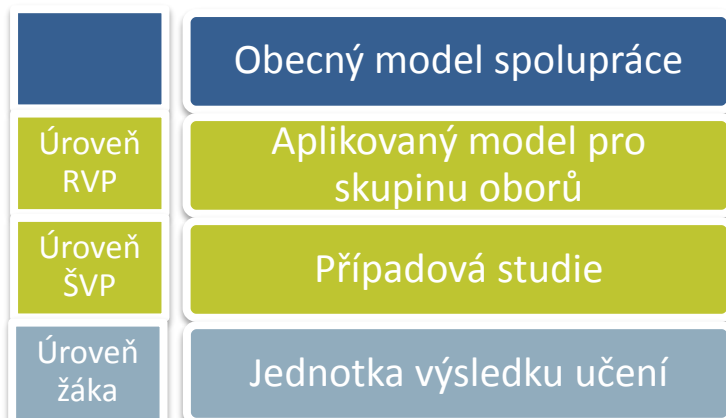 Obecný model spolupráce
Úroveň
RVP
Aplikovaný model pro
skupinu oborů
Úroveň
ŠVP
Případová studie
Úroveň
žáka
Jednotka výsledku učení